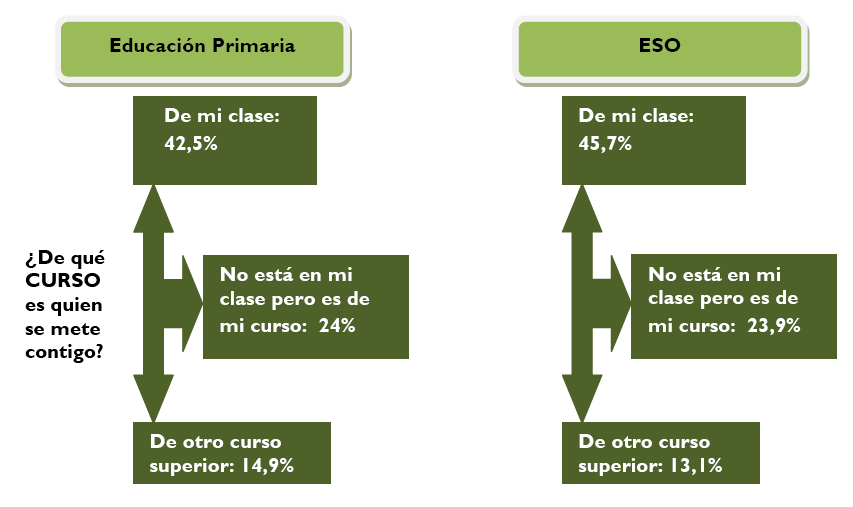 Educación Primaria
ESO
De mi clase:
42,5%
De mi clase:
45,7%
¿De qué
CURSO
es quien
se mete
contigo?
No está en mi
clase pero es de
mi curso: 24%
No está en mi
clase pero es de
mi curso: 23,9%
De otro curso
superior: 14,9%
De otro curso
superior: 13,1%